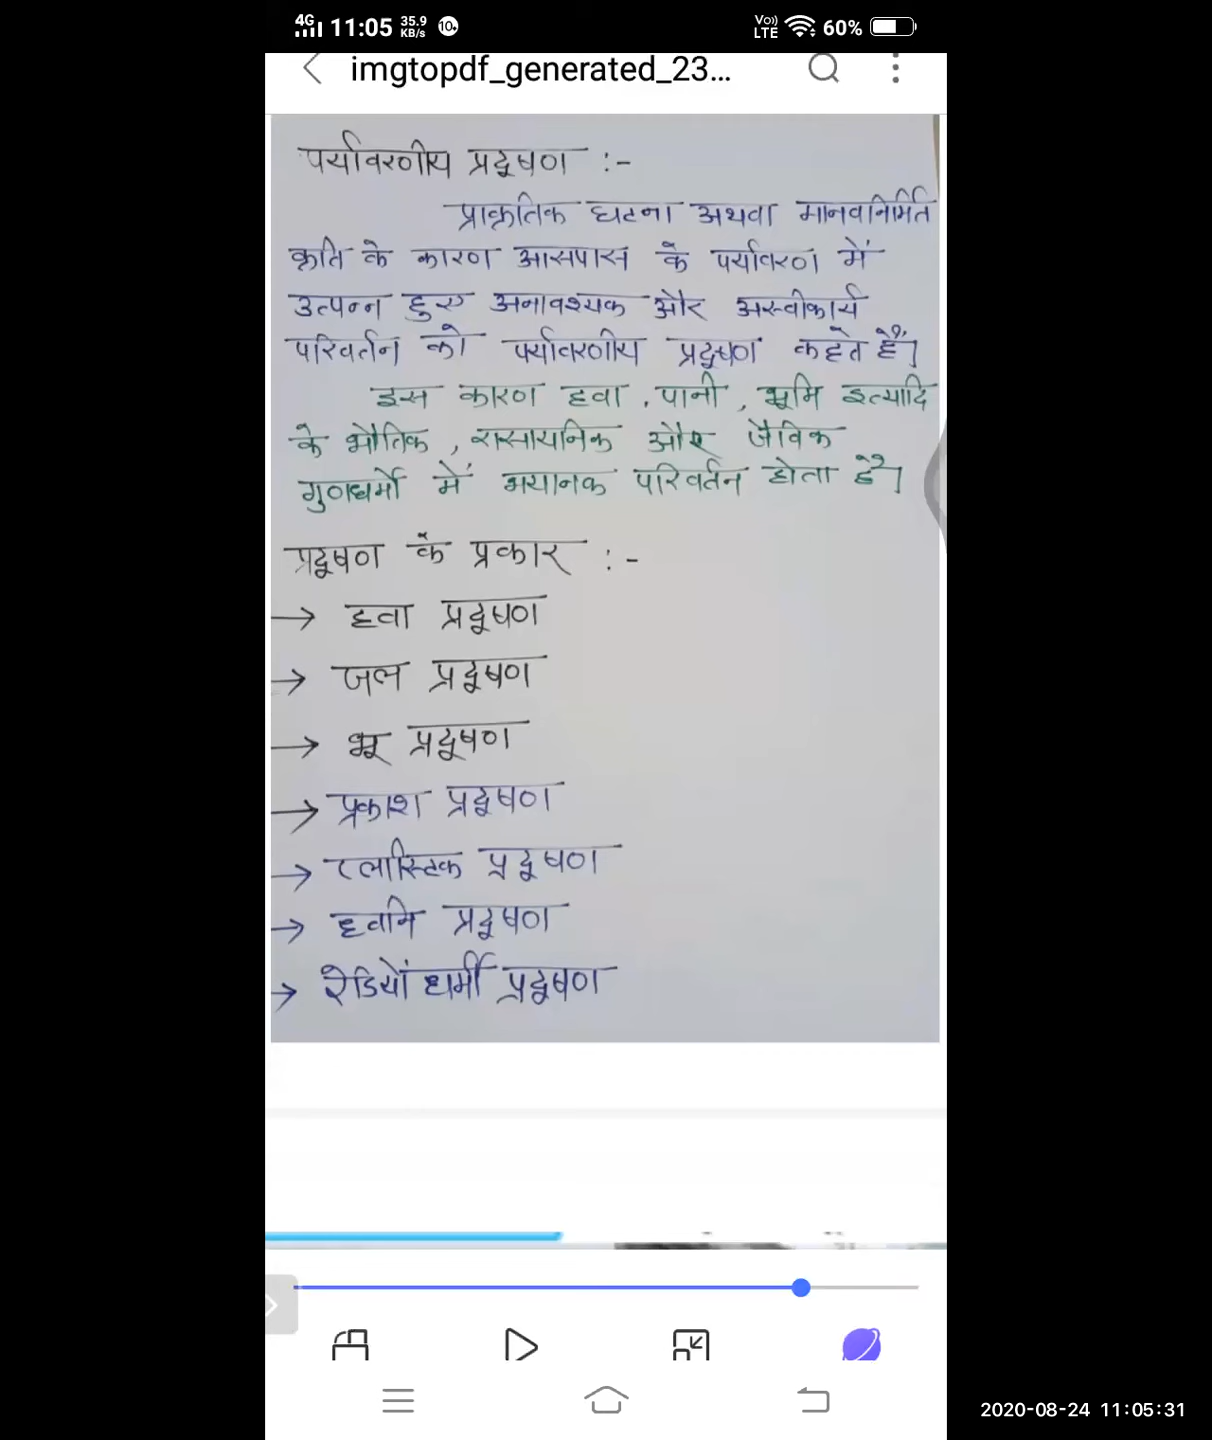 4G 11:05 35.9 KB/s 10+ Vo)) LTE 60%
imgtopdf_generated_23...
पर्यावरणीय प्रदूषण :-
प्राकृतिक घटना अथवा मानवनिर्मित
कृति के कारण आसपास के पर्यावरण में
उत्पन्न हुए अनावश्यक और अस्वीकार्य
परिवर्तन को पर्यावरणीय प्रदूषण कहते हैं।
इस कारण हवा, पानी, भूमि इत्यादि
के भौतिक, रासायनिक और जैविक
गुणधर्मो में भयानक परिवर्तन होता है।
प्रदूषण के प्रकार :-
→ हवा प्रदूषण
→ जल प्रदूषण
→ भू प्रदूषण
→ प्रकाश प्रदूषण
→ प्लास्टिक प्रदूषण
→ ध्वनि प्रदूषण
→ रेडियों धर्मी प्रदूषण
2020-08-24 11:05:31